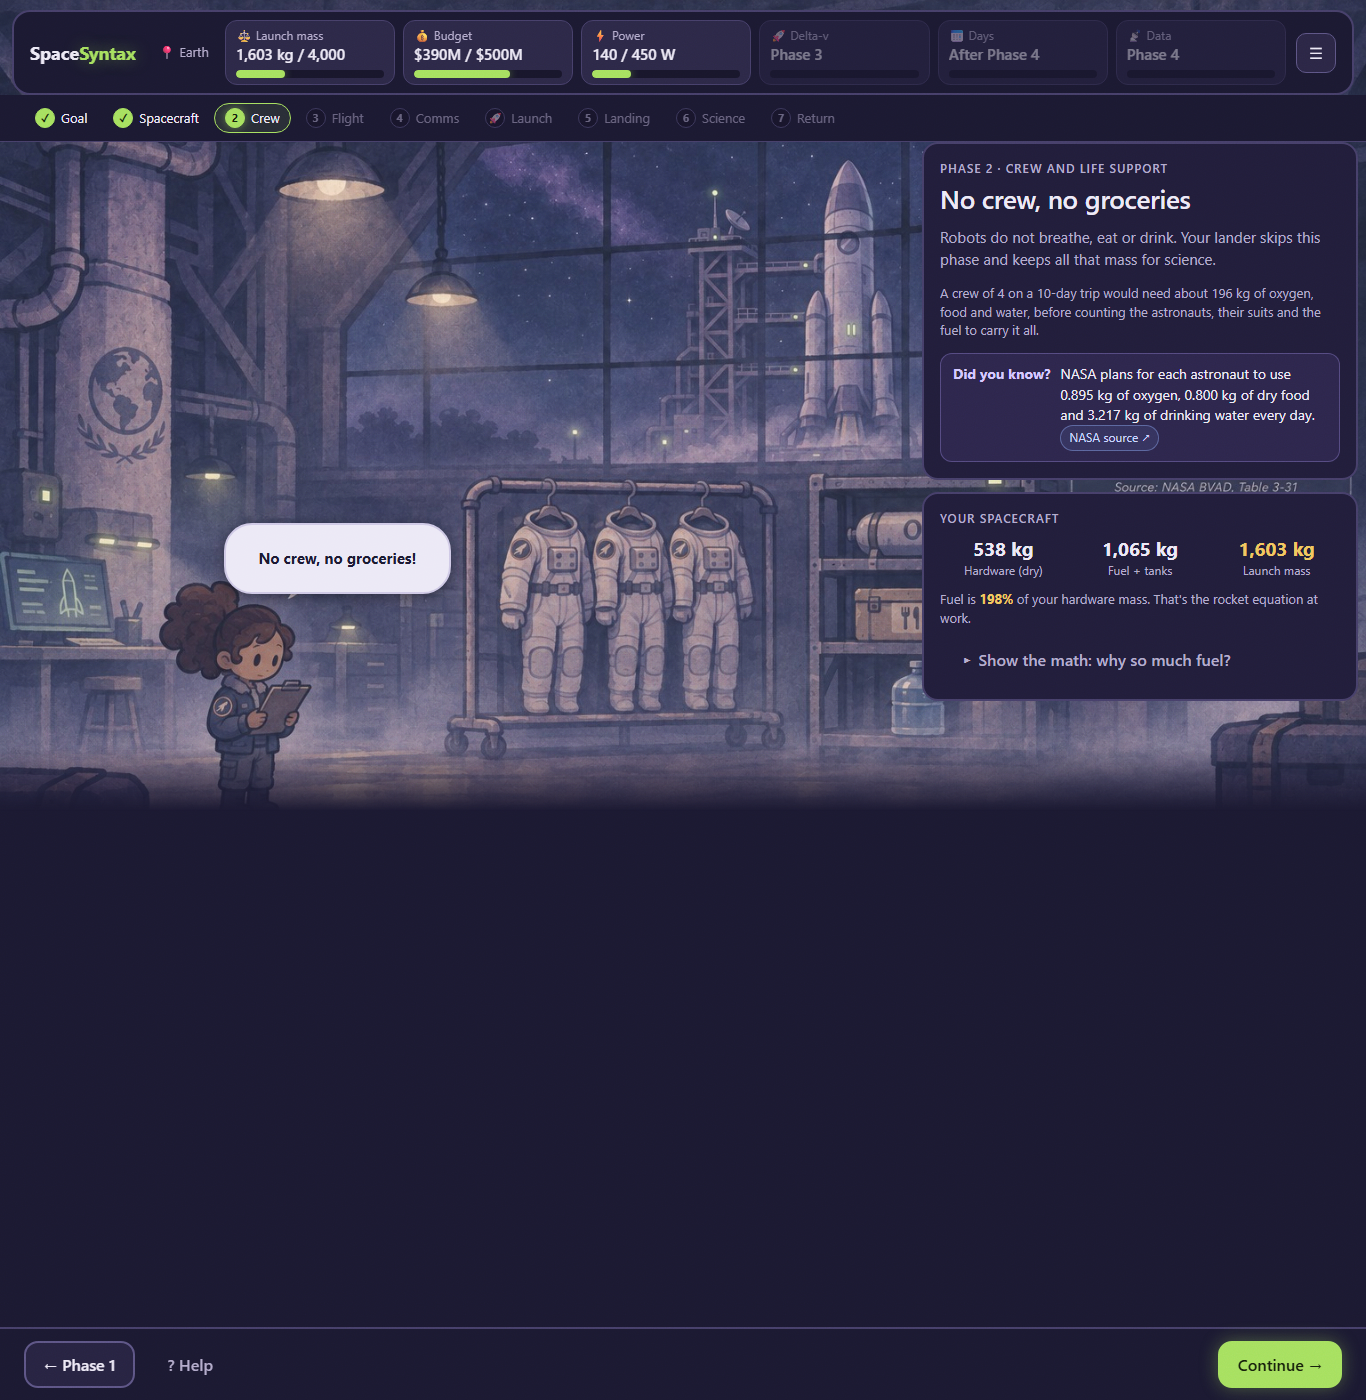 SpaceSyntax
📍 Earth
⚖️ Launch mass
1,603 kg / 4,000
💰 Budget
$390M / $500M
⚡ Power
140 / 450 W
🚀 Delta-v
Phase 3
🗓️ Days
After Phase 4
📡 Data
Phase 4
☰
✓ Goal
✓ Spacecraft
2 Crew
3 Flight
4 Comms
🚀 Launch
5 Landing
6 Science
7 Return
PHASE 2 · CREW AND LIFE SUPPORT
No crew, no groceries
Robots do not breathe, eat or drink. Your lander skips this
phase and keeps all that mass for science.
A crew of 4 on a 10-day trip would need about 196 kg of oxygen,
food and water, before counting the astronauts, their suits and the
fuel to carry it all.
Did you know? NASA plans for each astronaut to use
0.895 kg of oxygen, 0.800 kg of dry food
and 3.217 kg of drinking water every day.
NASA source ↗
Source: NASA BVAD, Table 3-31
YOUR SPACECRAFT
538 kg
Hardware (dry)
1,065 kg
Fuel + tanks
1,603 kg
Launch mass
Fuel is 198% of your hardware mass. That's the rocket equation at
work.
▸ Show the math: why so much fuel?
No crew, no groceries!
← Phase 1
? Help
Continue →